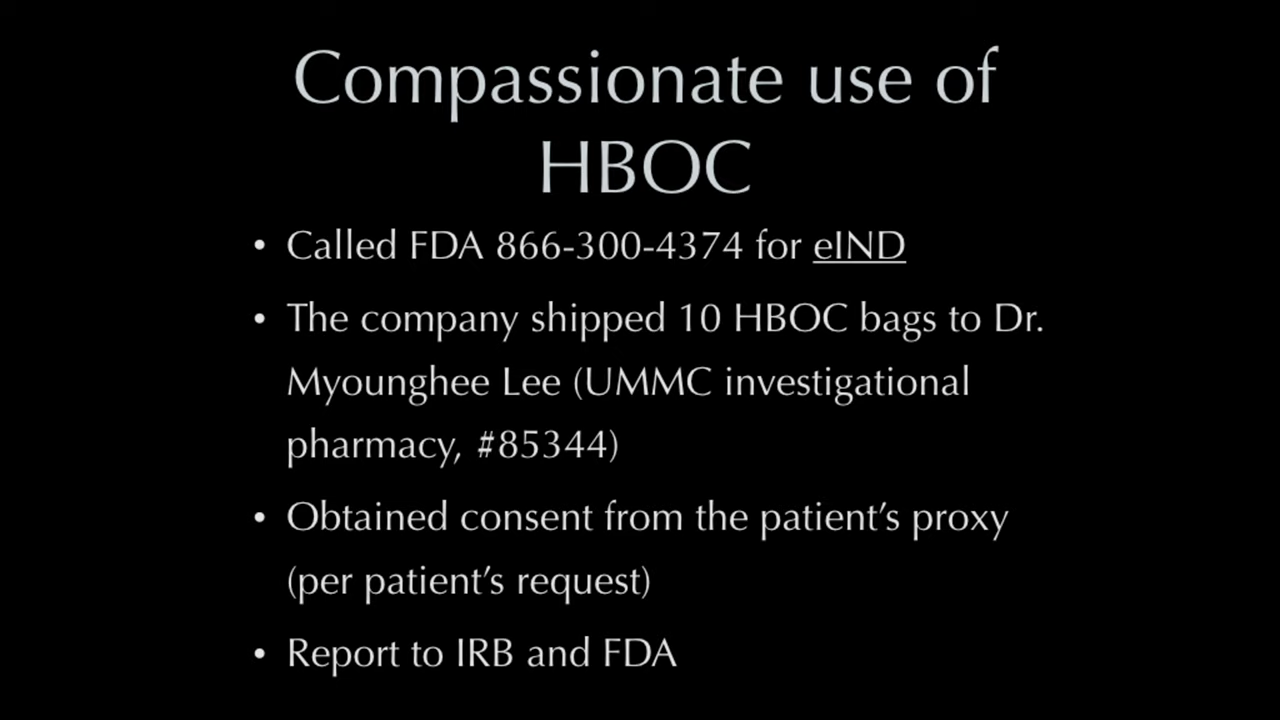 Compassionate use of
HBOC
• Called FDA 866-300-4374 for eIND
• The company shipped 10 HBOC bags to Dr.
Myounghee Lee (UMMC investigational
pharmacy, #85344)
• Obtained consent from the patient’s proxy
(per patient’s request)
• Report to IRB and FDA